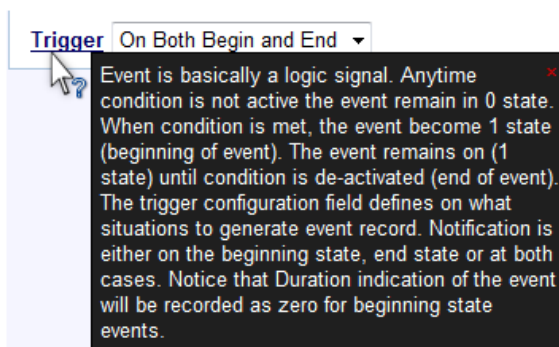 Trigger On Both Begin and End
Event is basically a logic signal. Anytime
condition is not active the event remain in 0 state.
When condition is met, the event become 1 state
(beginning of event). The event remains on (1
state) until condition is de-activated (end of event).
The trigger configuration field defines on what
situations to generate event record. Notification is
either on the beginning state, end state or at both
cases. Notice that Duration indication of the event
will be recorded as zero for beginning state
events.